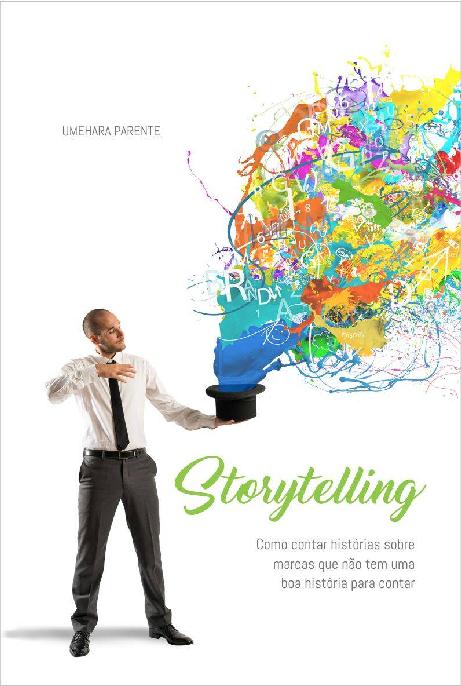 UMEHARA PARENTE
Storytelling
Como contar histórias sobre
marcas que não tem uma
boa história para contar